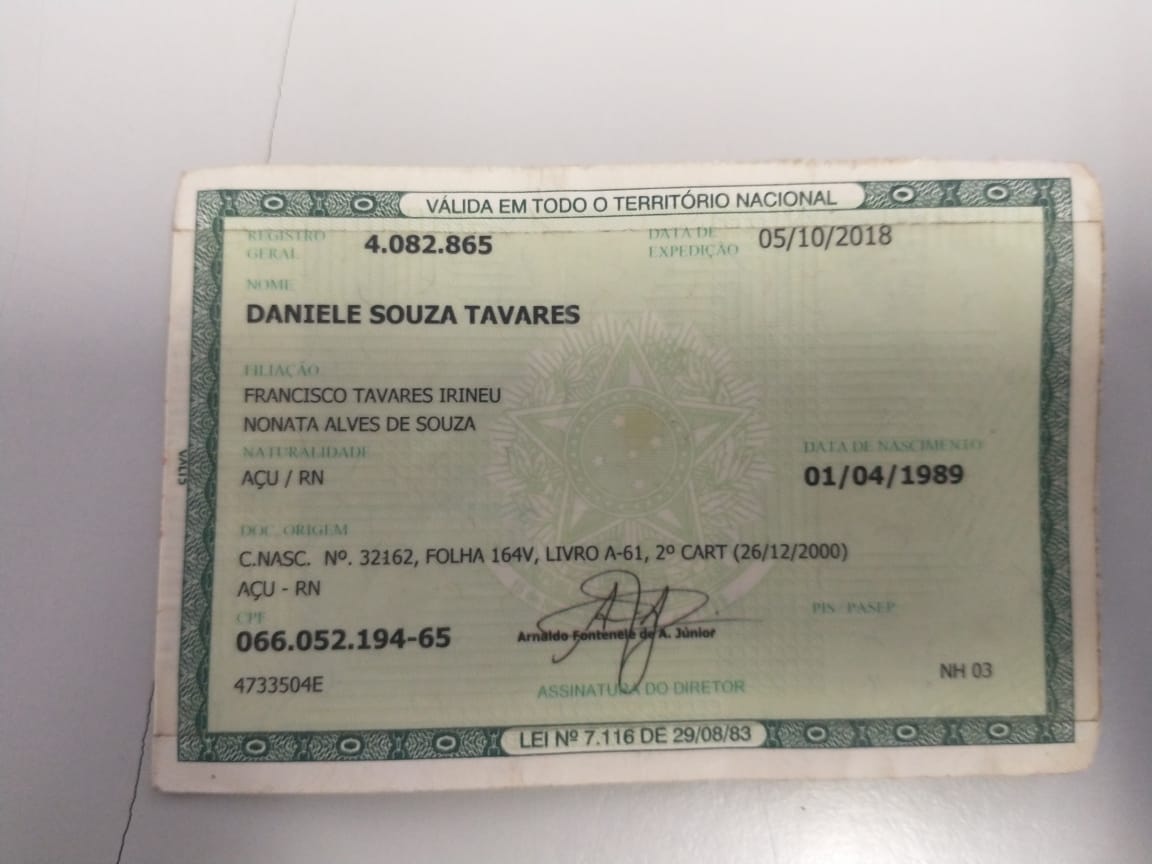 VÁLIDA EM TODO O TERRITÓRIO NACIONAL
REGISTRO GERAL 4.082.865 DATA DE EXPEDIÇÃO 05/10/2018
NOME
DANIELE SOUZA TAVARES
FILIAÇÃO
FRANCISCO TAVARES IRINEU
NONATA ALVES DE SOUZA
NATURALIDADE DATA DE NASCIMENTO
AÇU / RN 01/04/1989
DOC. ORIGEM
C.NASC. Nº. 32162, FOLHA 164V, LIVRO A-61, 2º CART (26/12/2000)
AÇU - RN
CPF PIS / PASEP
066.052.194-65 Arnaldo Fontenele de A. Júnior
4733504E NH 03
ASSINATURA DO DIRETOR
LEI Nº 7.116 DE 29/08/83